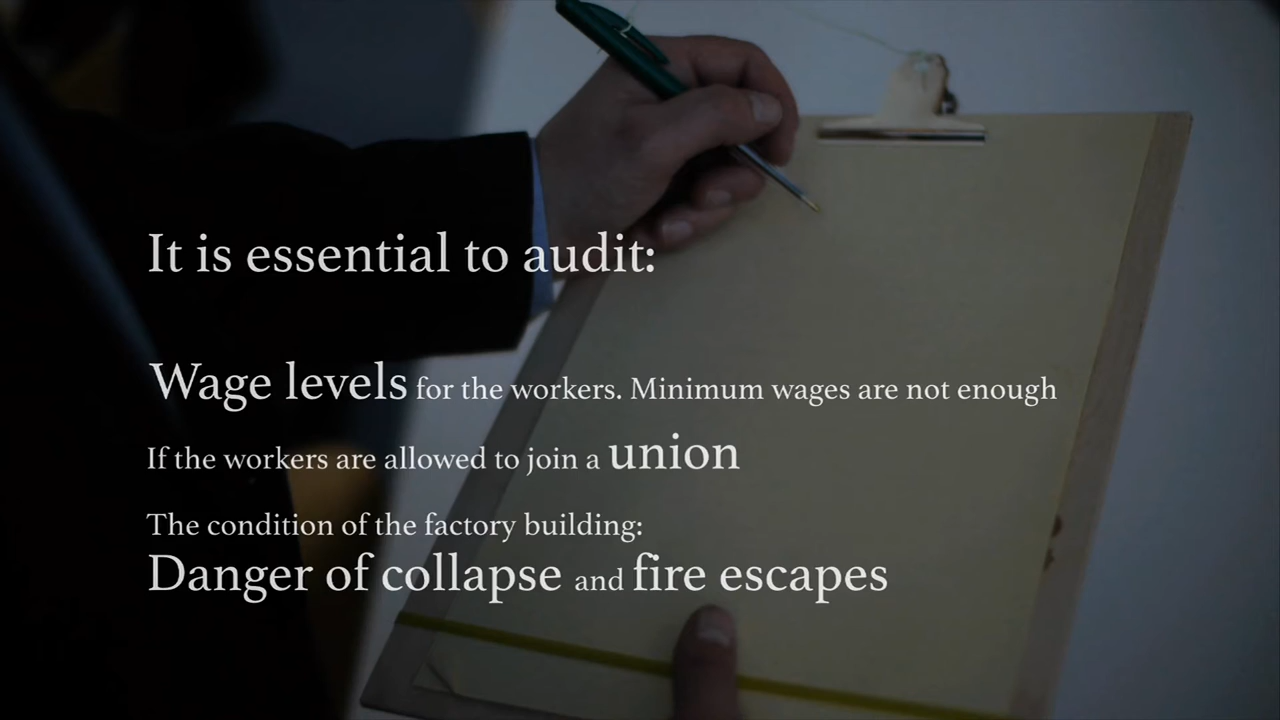 It is essential to audit:
Wage levels for the workers. Minimum wages are not enough
If the workers are allowed to join a union
The condition of the factory building:
Danger of collapse and fire escapes